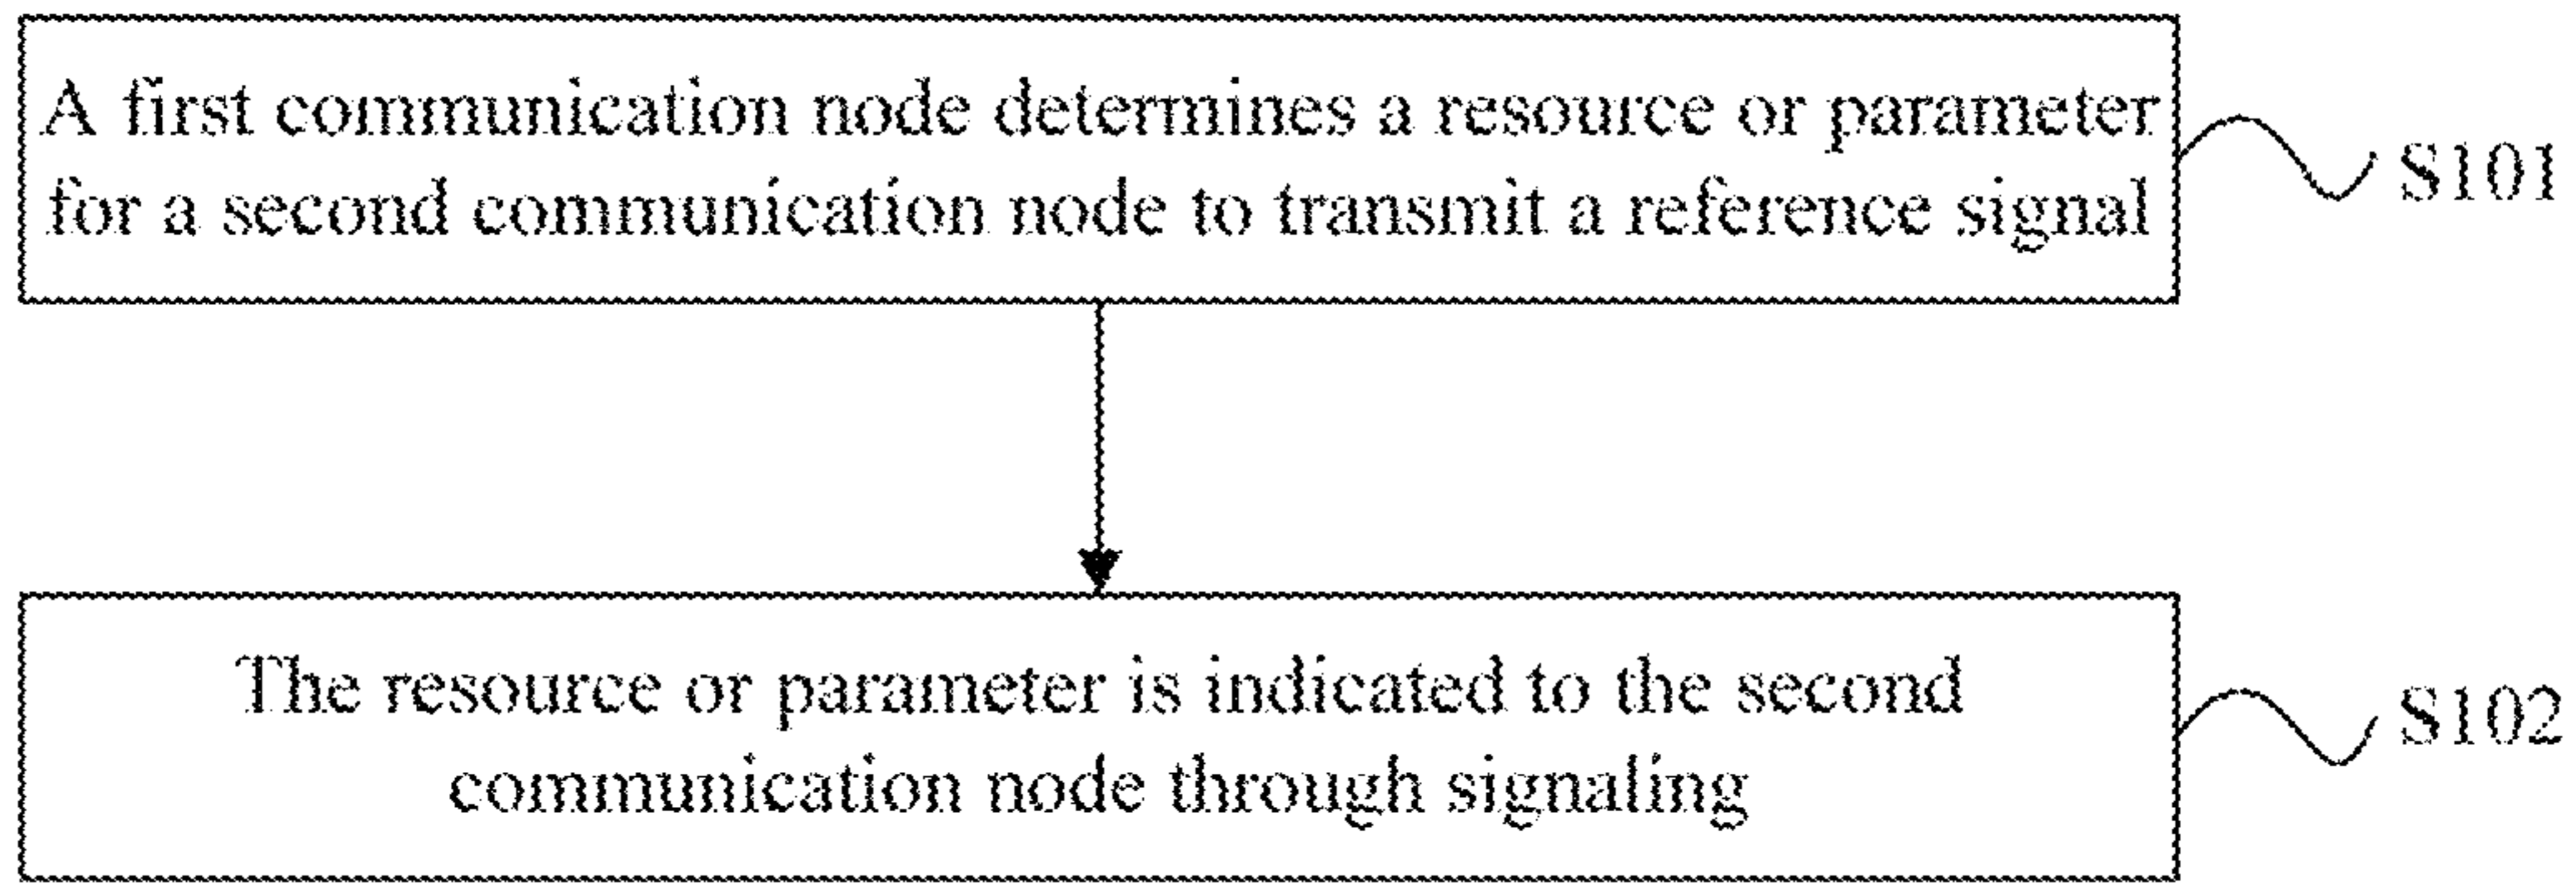 A first communication node determines a resource or parameter
for a second communication node to transmit a reference signal
S101
The resource or parameter is indicated to the second
communication node through signaling
S102